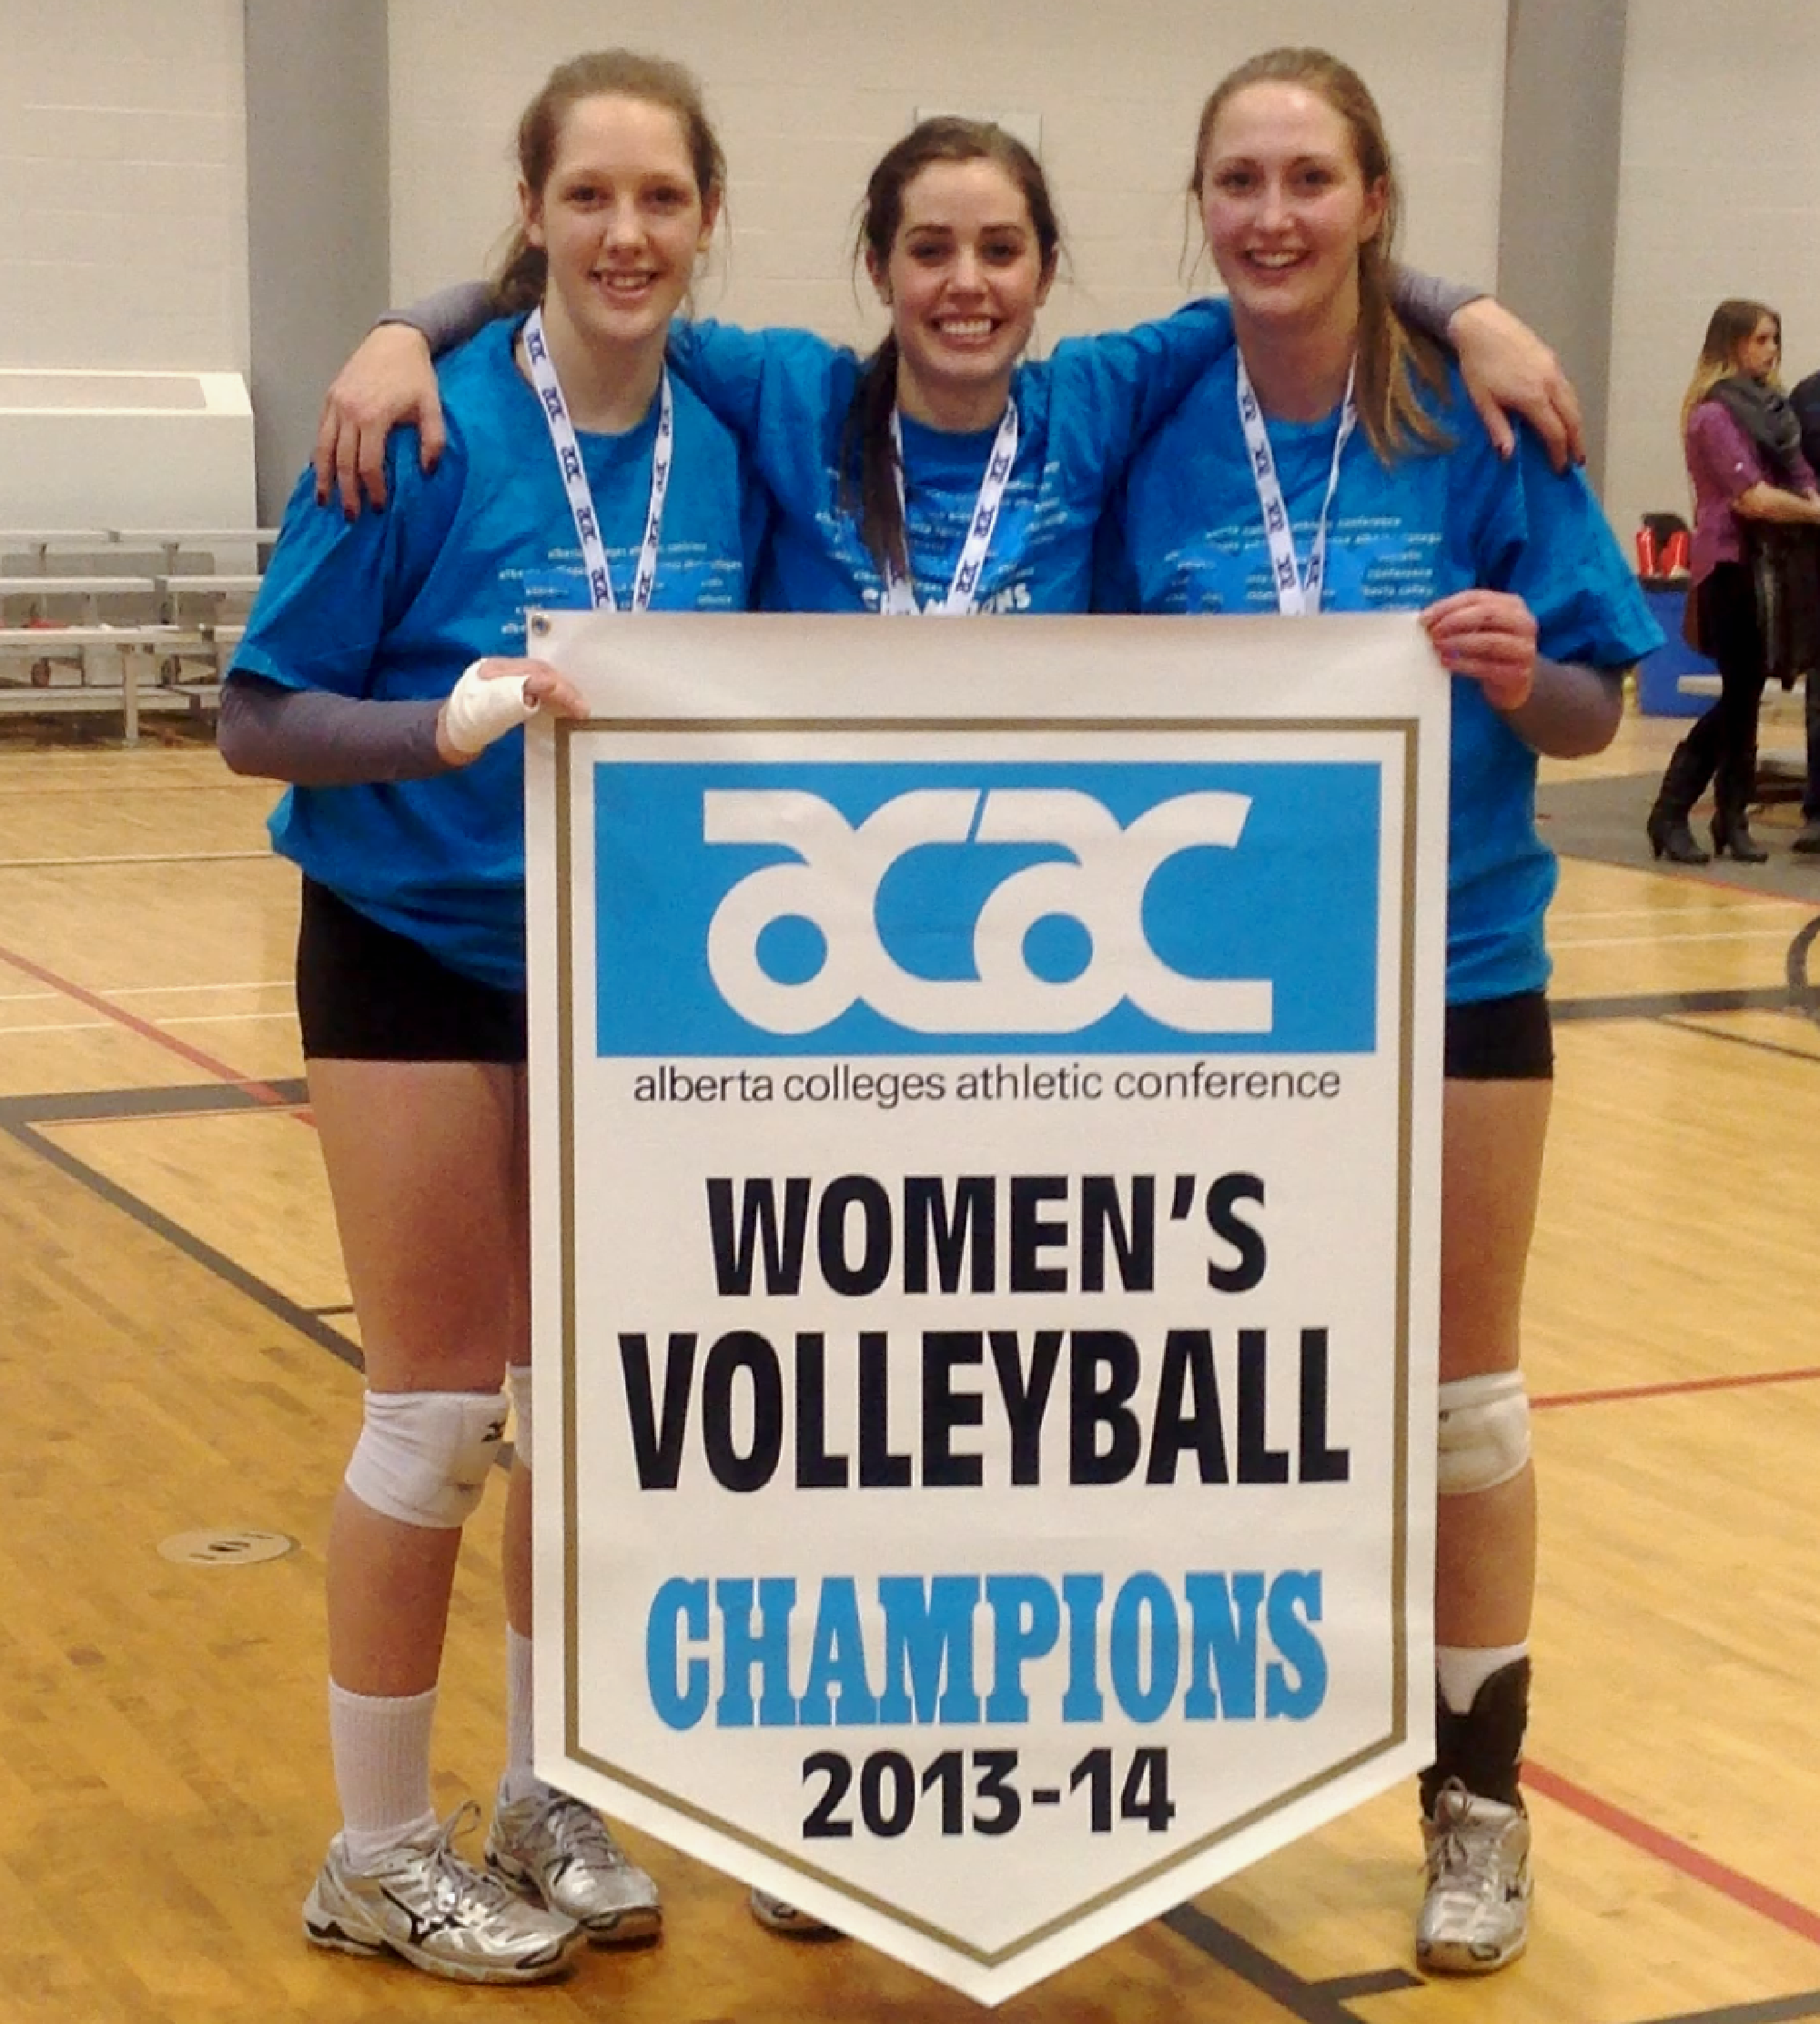 acac
alberta colleges athletic conference
WOMEN'S
VOLLEYBALL
CHAMPIONS
2013-14